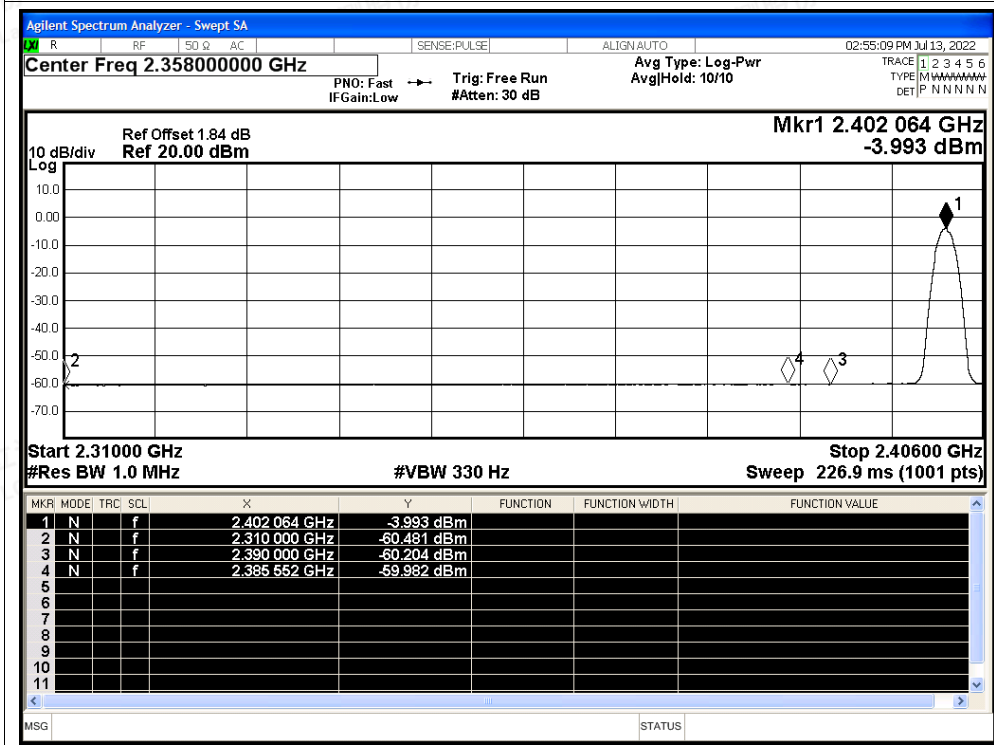 Agilent Spectrum Analyzer - Swept SA
LXI R RF 50 Ω AC SENSE:PULSE ALIGN AUTO 02:55:09 PM Jul 13, 2022
Center Freq 2.358000000 GHz
PNO: Fast
IFGain:Low
Trig: Free Run
#Atten: 30 dB
Avg Type: Log-Pwr
Avg|Hold: 10/10
TRACE 1 2 3 4 5 6
TYPE M WWWWW
DET P N N N N N
Mkr1 2.402 064 GHz
-3.993 dBm
Ref Offset 1.84 dB
10 dB/div Ref 20.00 dBm
Log
10.0
0.00
-10.0
-20.0
-30.0
-40.0
-50.0
-60.0
-70.0
1
2
4
3
Start 2.31000 GHz Stop 2.40600 GHz
#Res BW 1.0 MHz #VBW 330 Hz Sweep 226.9 ms (1001 pts)
MKR MODE TRC SCL X Y FUNCTION FUNCTION WIDTH FUNCTION VALUE
1 N f 2.402 064 GHz -3.993 dBm
2 N f 2.310 000 GHz -60.481 dBm
3 N f 2.390 000 GHz -60.204 dBm
4 N f 2.385 552 GHz -59.982 dBm
5
6
7
8
9
10
11
MSG STATUS